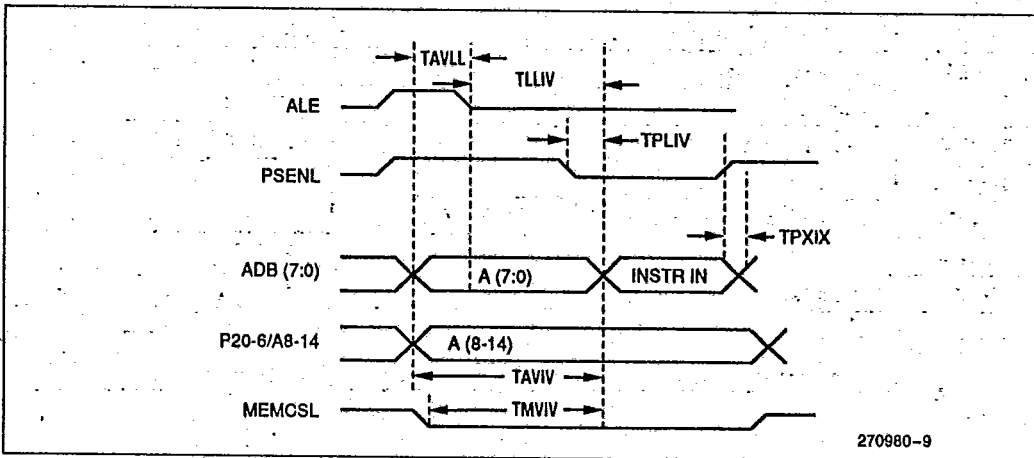 TAVLL
TLLIV
ALE
TPLIV
PSENL
TPXIX
ADB (7:0) A (7:0) INSTR IN
P20-6/A8-14 A (8-14)
TAVIV
MEMCSL TMVIV
270980-9